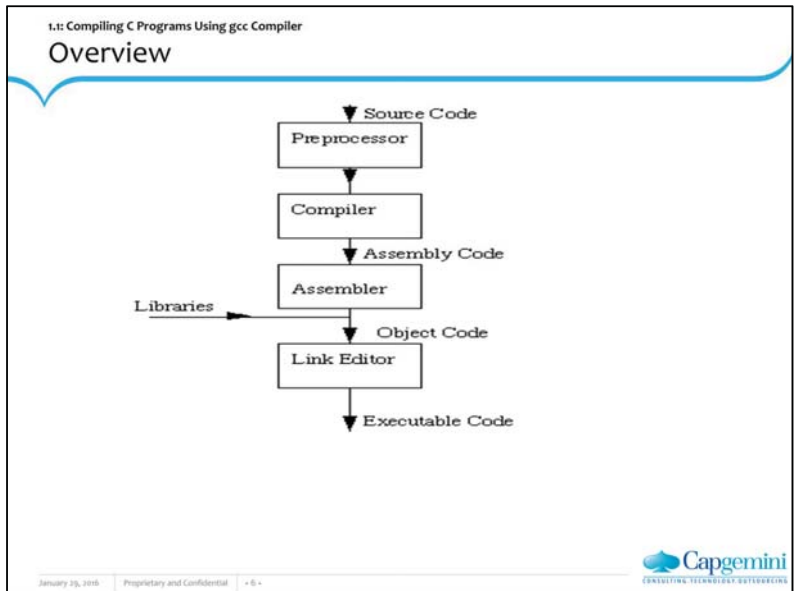 1.1: Compiling C Programs Using gcc Compiler
Overview
Source Code
Preprocessor
Compiler
Assembly Code
Assembler
Libraries
Object Code
Link Editor
Executable Code
January 29, 2016 Proprietary and Confidential • 6 •
Capgemini
CONSULTING.TECHNOLOGY.OUTSOURCING